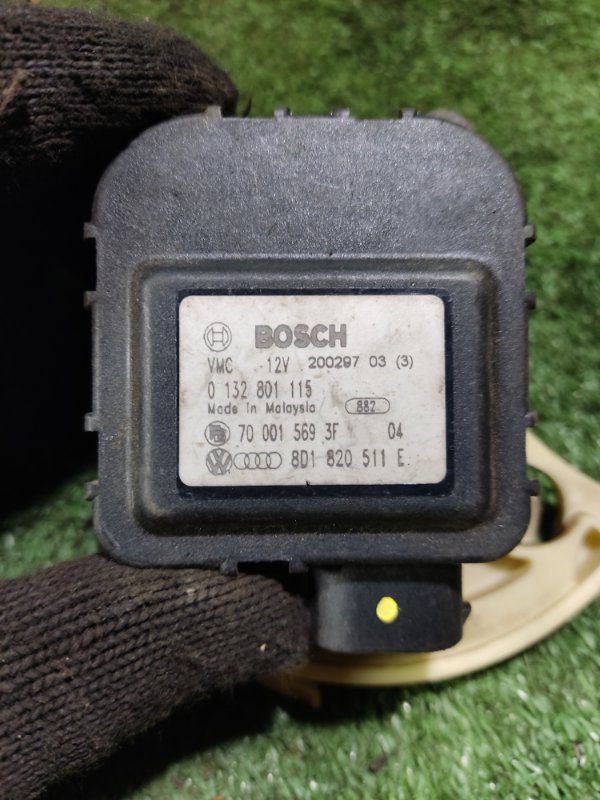 BOSCH
VMC 12V 200297 03 (3)
0 132 801 115
Made in Malaysia 882
70 001 569 3F 04
8D1 820 511 E